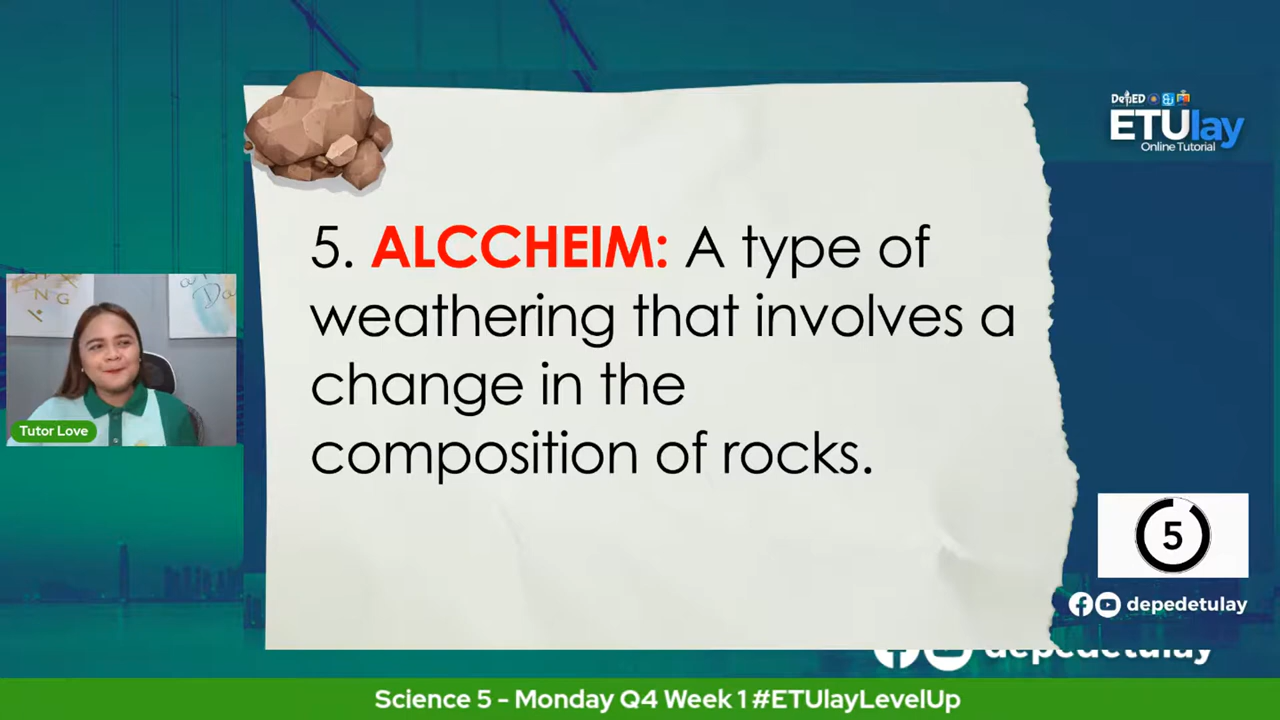 DepED
ETUlay
Online Tutorial
5. ALCCHEIM: A type of
weathering that involves a
change in the
composition of rocks.
N G
Tutor Love
5
depedetulay
depedetulay
Science 5 - Monday Q4 Week 1 #ETUlayLevelUp